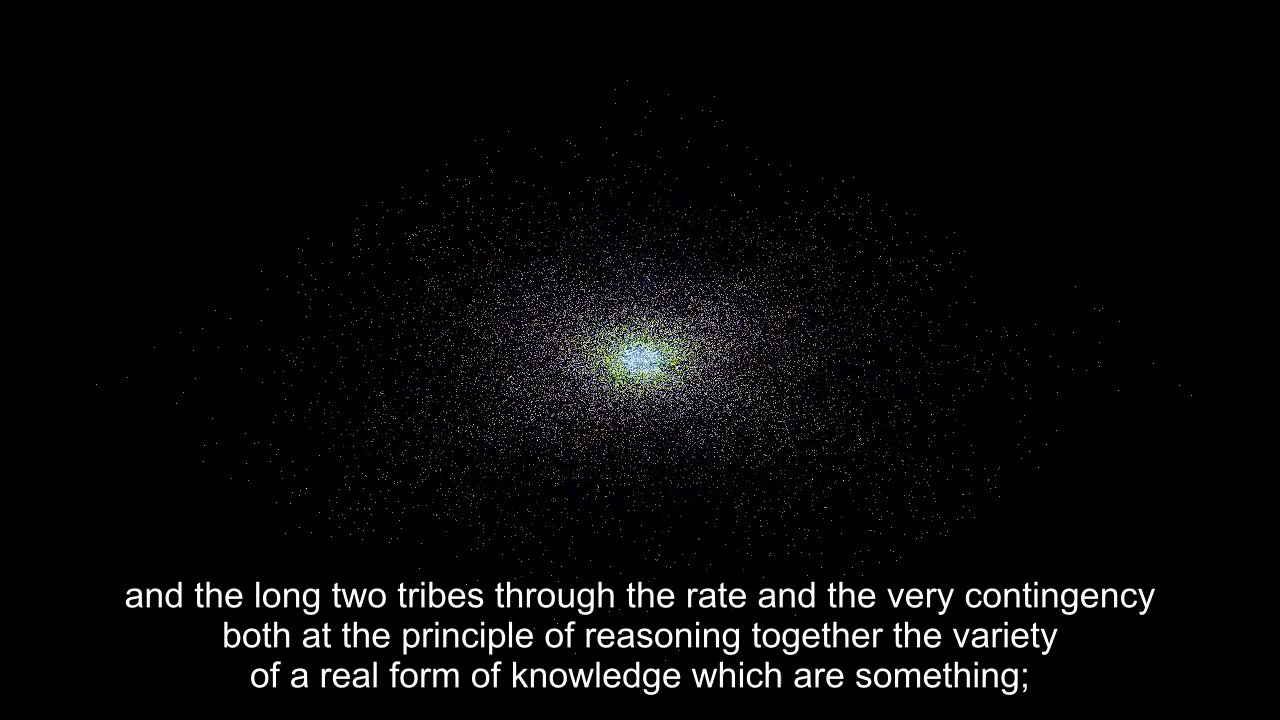 and the long two tribes through the rate and the very contingency
both at the principle of reasoning together the variety
of a real form of knowledge which are something;